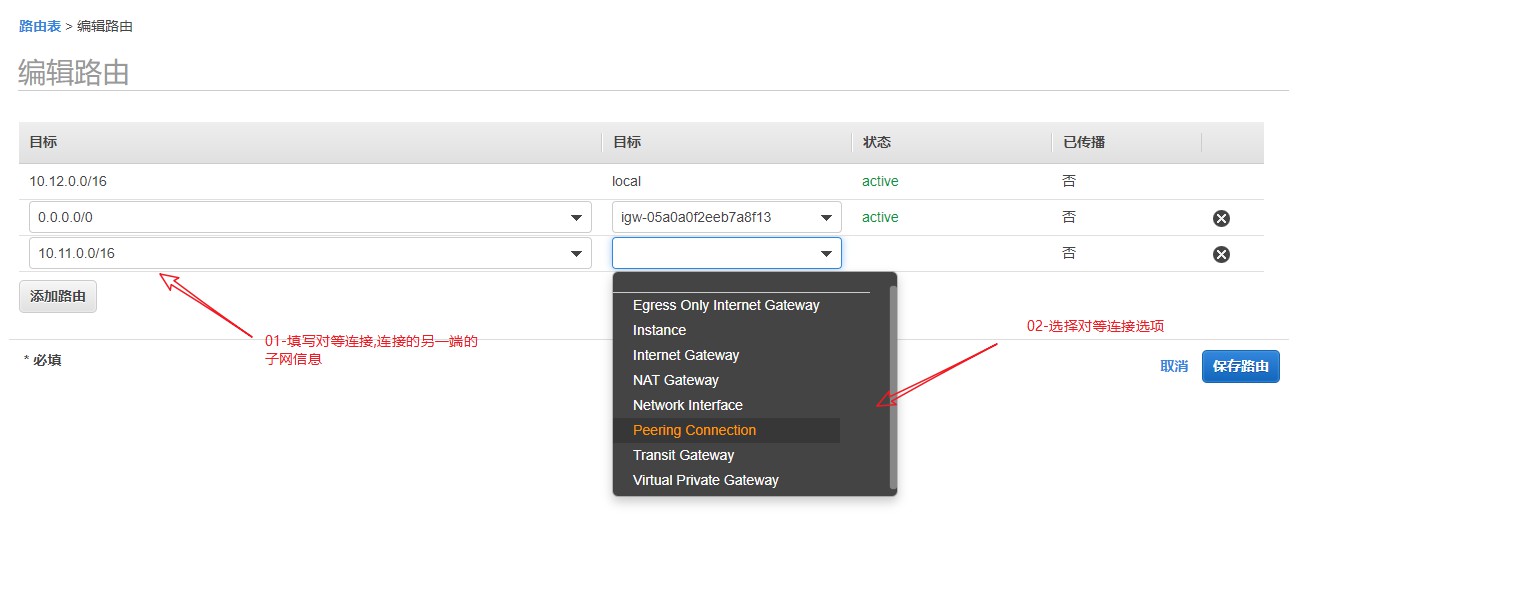 路由表 > 编辑路由
编辑路由
目标 目标 状态 已传播
10.12.0.0/16 local active 否
0.0.0.0/0 igw-05a0a0f2eeb7a8f13 active 否
10.11.0.0/16 否
添加路由
01-填写对等连接,连接的另一端的
子网信息
* 必填
Egress Only Internet Gateway
Instance
Internet Gateway
NAT Gateway
Network Interface
Peering Connection
Transit Gateway
Virtual Private Gateway
02-选择对等连接选项
取消 保存路由